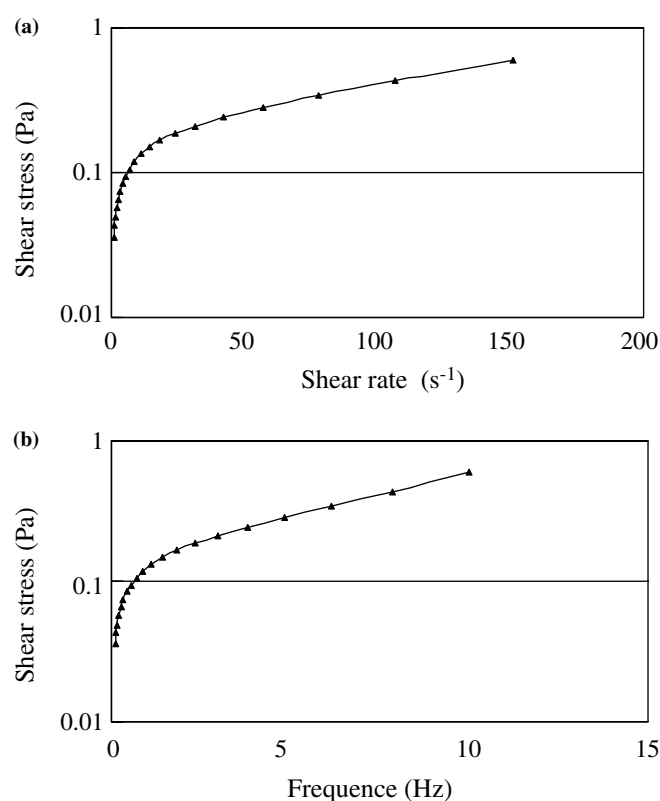 (a)
1
0.1
0.01
Shear stress (Pa)
0 50 100 150 200
Shear rate (s-1)
(b)
1
0.1
0.01
Shear stress (Pa)
0 5 10 15
Frequence (Hz)